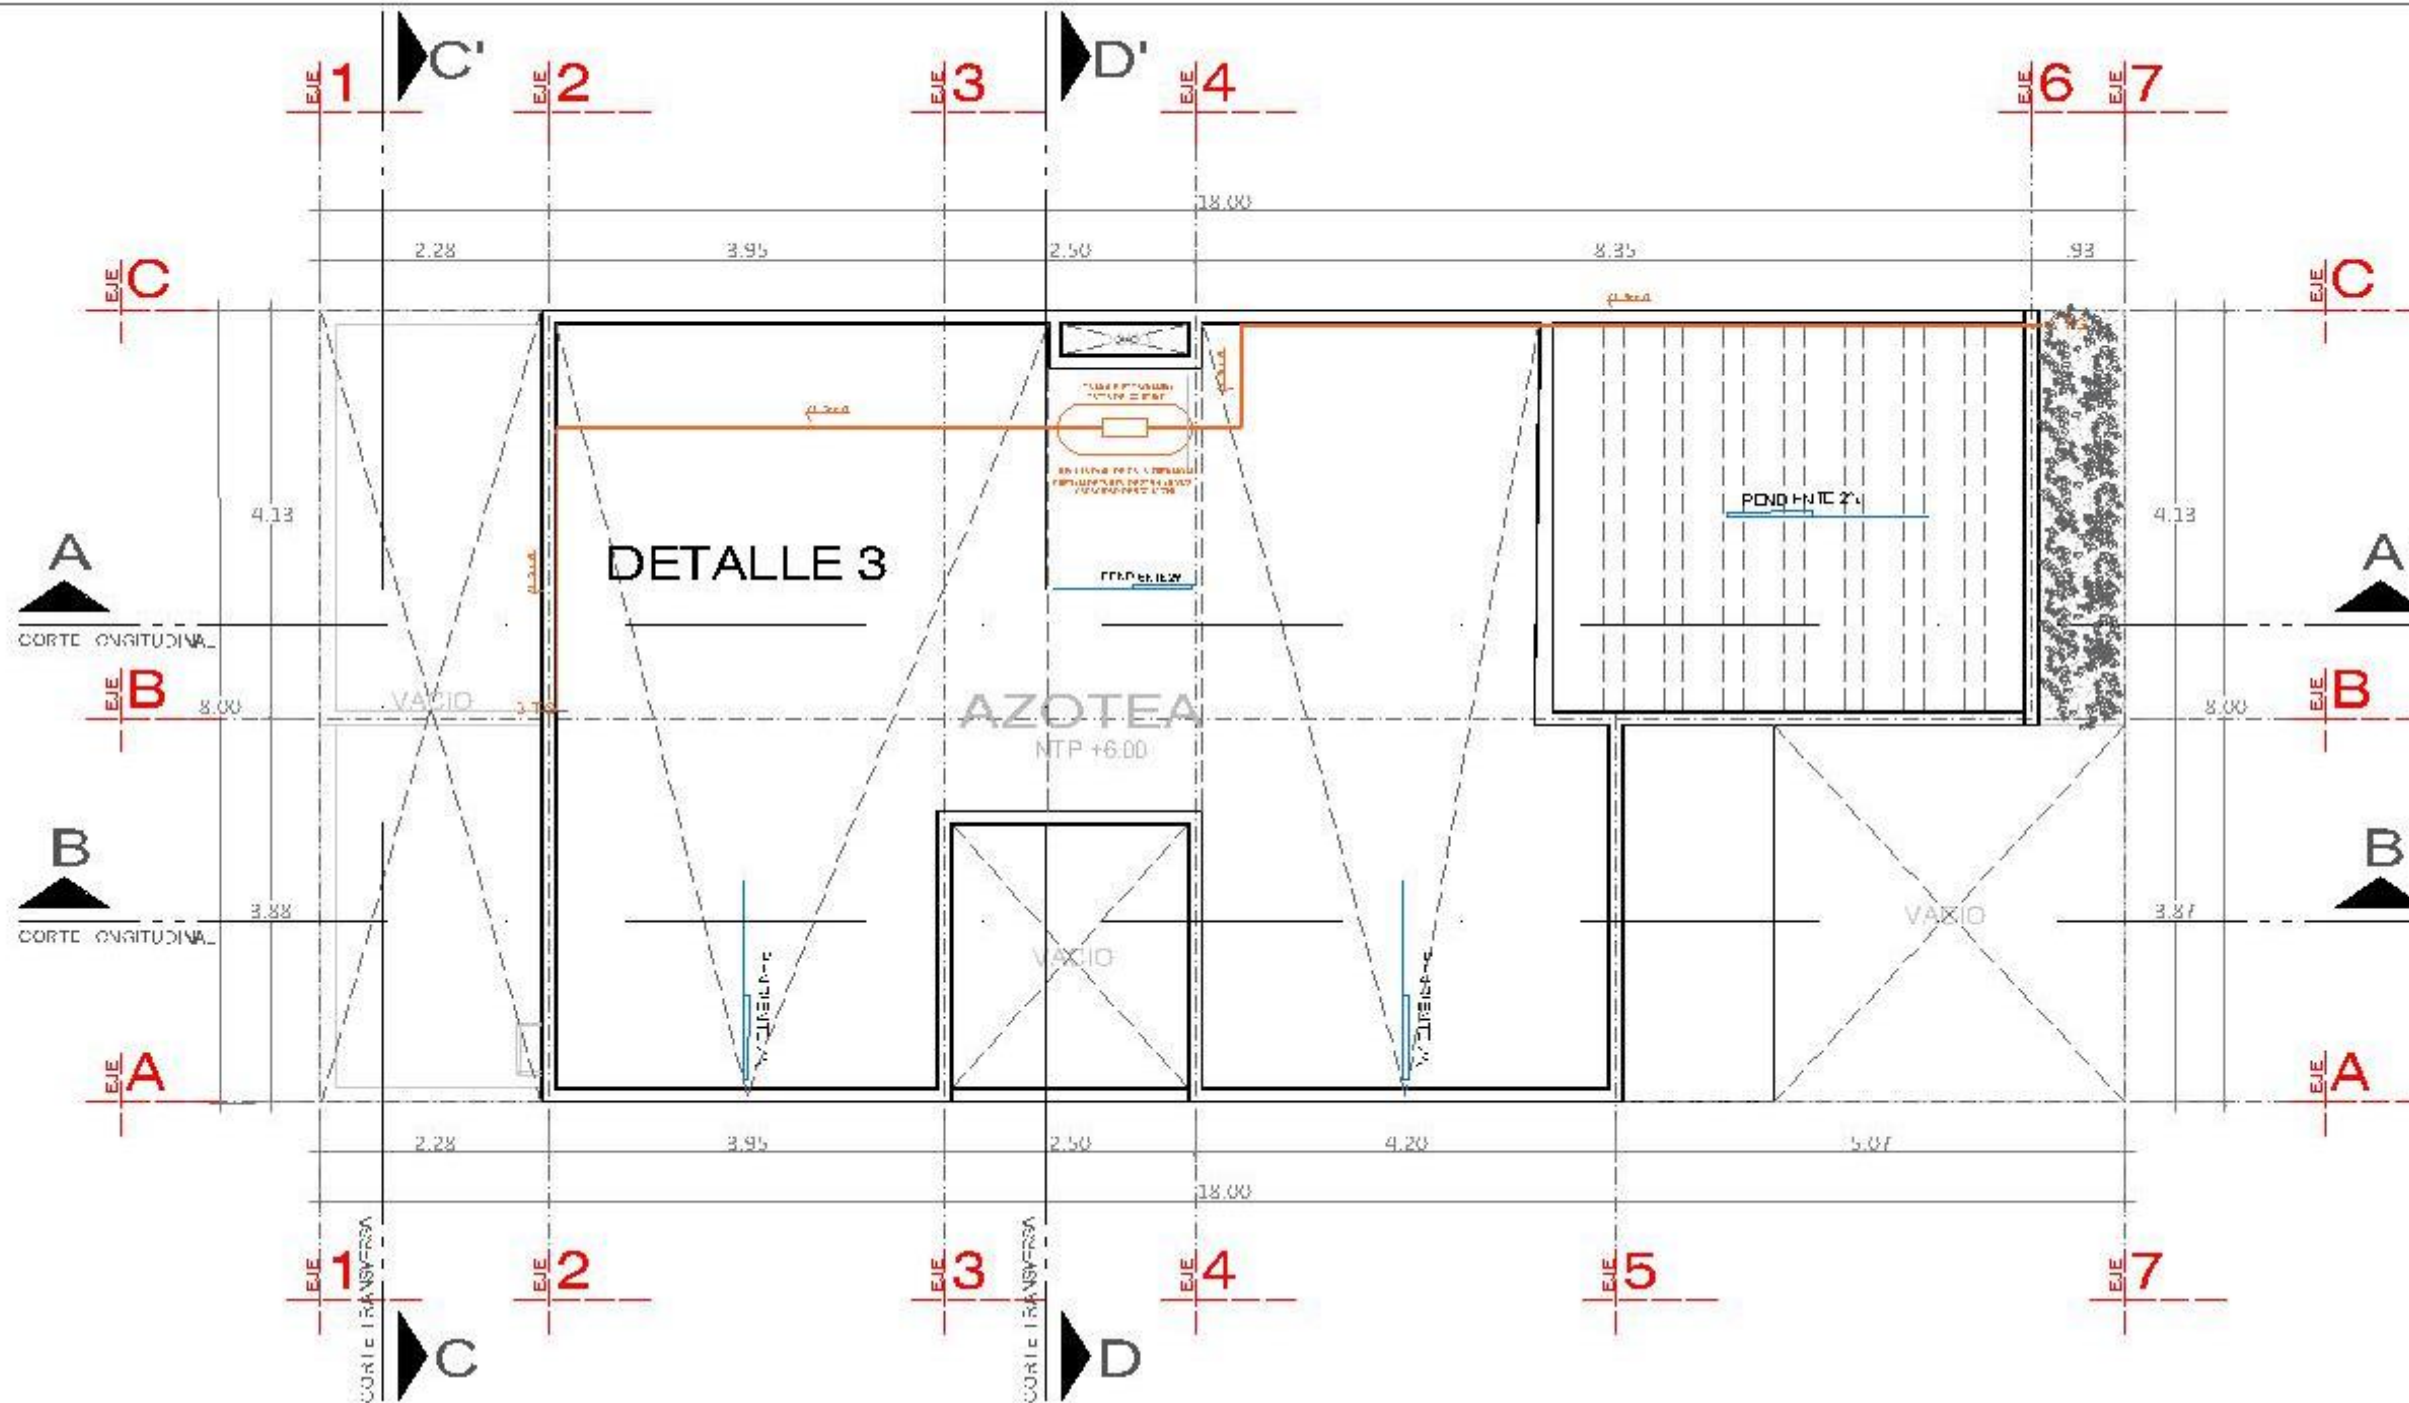 C'
D'
EJE 1
EJE 2
EJE 3
EJE 4
EJE 6
EJE 7
18.00
2.28
3.95
2.50
8.35
.93
EJE C
EJE C
4.13
4.13
PENDIENTE 2%
A
DETALLE 3
A
CORTE
EJE B
8.00
VACIO
AZOTEA
NTP +6.00
EJE B
8.00
B
3.88
VACIO
VACIO
3.87
B
CORTE
EJE A
EJE A
2.28
3.95
2.50
4.20
5.07
18.00
EJE 1
EJE 2
EJE 3
EJE 4
EJE 5
EJE 7
CORTE TRANSVERSA
CORTE TRANSVERSA
C
D